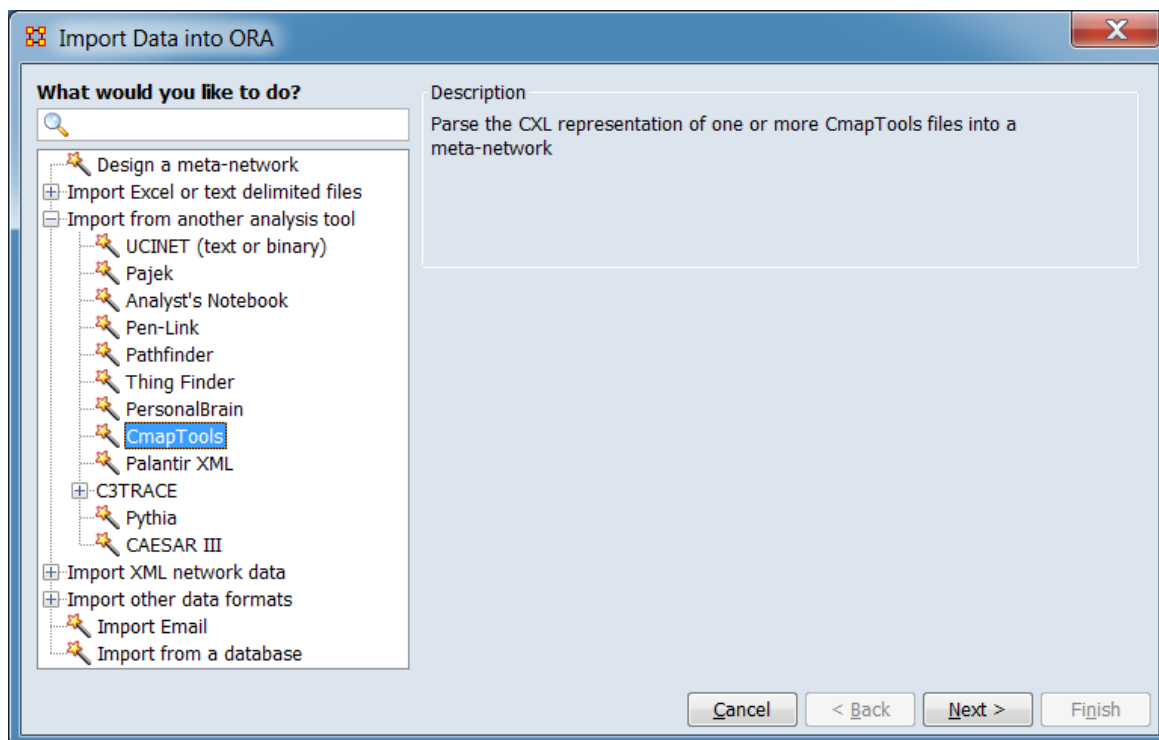 Import Data into ORA
What would you like to do?
Description
Parse the CXL representation of one or more CmapTools files into a
meta-network
Design a meta-network
Import Excel or text delimited files
Import from another analysis tool
UCINET (text or binary)
Pajek
Analyst's Notebook
Pen-Link
Pathfinder
Thing Finder
PersonalBrain
CmapTools
Palantir XML
C3TRACE
Pythia
CAESAR III
Import XML network data
Import other data formats
Import Email
Import from a database
Cancel
< Back
Next >
Finish